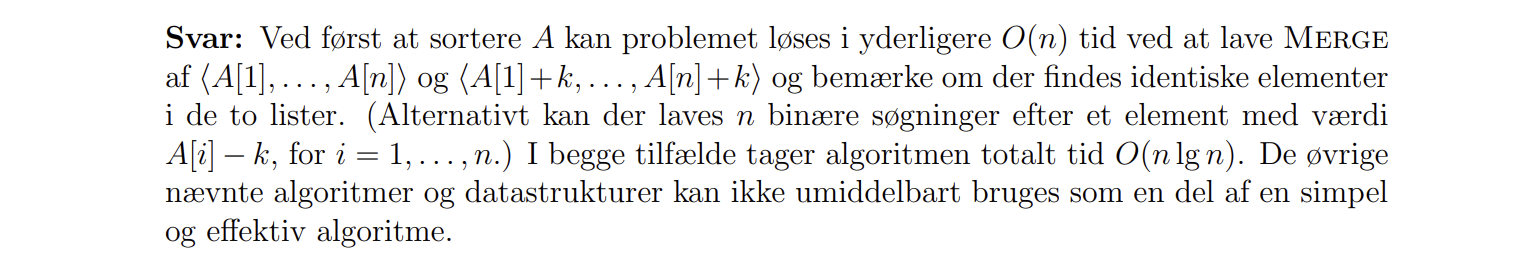 Svar: Ved først at sortere A kan problemet løses i yderligere O(n) tid ved at lave MERGE
af ⟨A[1], . . . , A[n]⟩ og ⟨A[1]+k, . . . , A[n]+k⟩ og bemærke om der findes identiske elementer
i de to lister. (Alternativt kan der laves n binære søgninger efter et element med værdi
A[i] − k, for i = 1, . . . , n.) I begge tilfælde tager algoritmen totalt tid O(n lg n). De øvrige
nævnte algoritmer og datastrukturer kan ikke umiddelbart bruges som en del af en simpel
og effektiv algoritme.